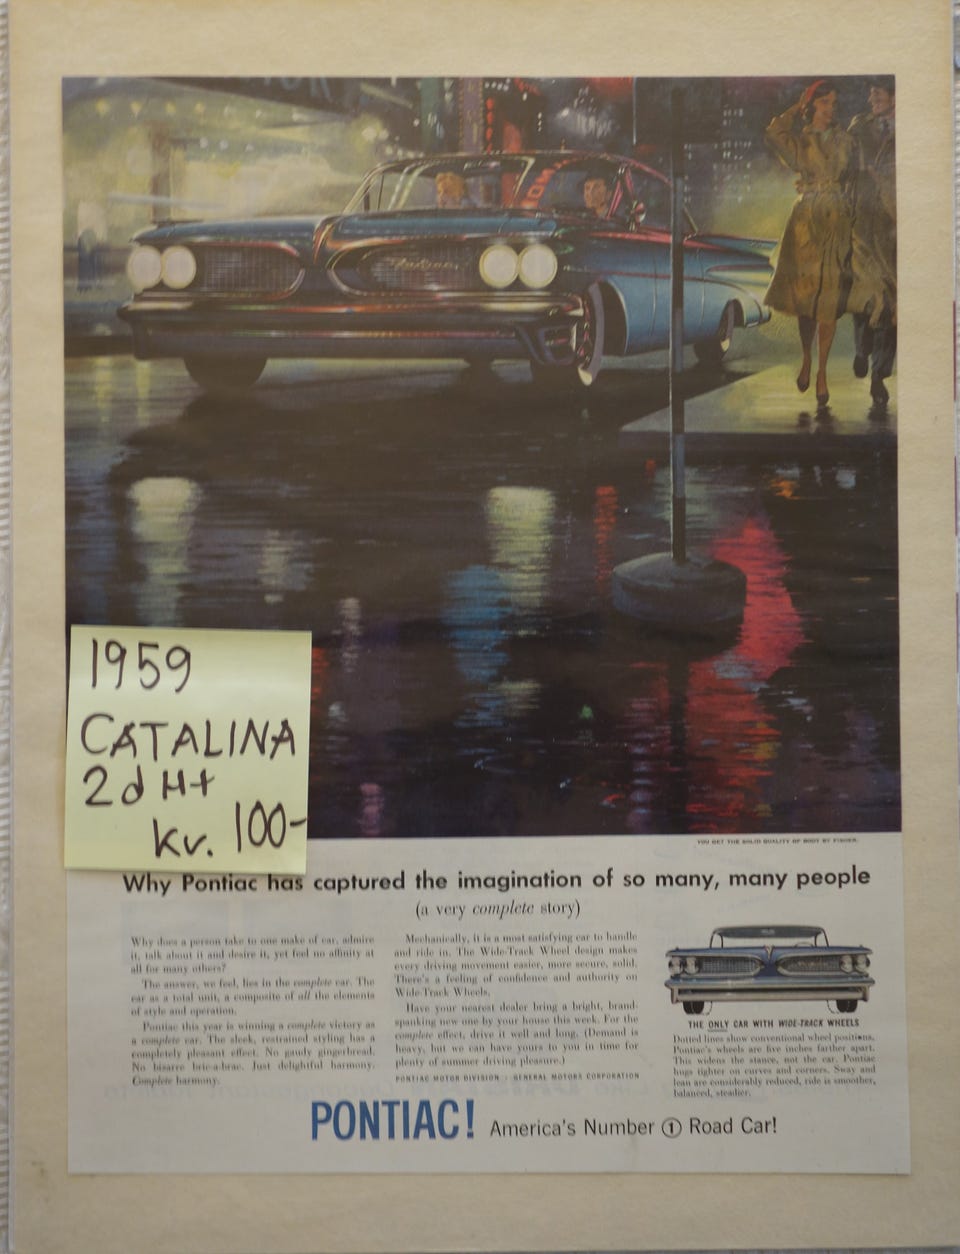 Pontiac
1959
CATALINA
2d Ht
kr. 100-
YOU GET THE SOLID QUALITY OF BODY BY FISHER.
Why Pontiac has captured the imagination of so many, many people
(a very complete story)
Why does a person take to one make of car, admire
it, talk about it and desire it, yet feel no affinity at
all for many others?
The answer, we feel, lies in the complete car. The
car as a total unit, a composite of all the elements
of style and operation.
Pontiac this year is winning a complete victory as
a complete car. The sleek, restrained styling has a
completely pleasant effect. No gaudy gingerbread.
No bizarre bric-a-brac. Just delightful harmony.
Complete harmony.
Mechanically, it is a most satisfying car to handle
and ride in. The Wide-Track Wheel design makes
every driving movement easier, more secure, solid.
There's a feeling of confidence and authority on
Wide-Track Wheels.
Have your nearest dealer bring a bright, brand-
spanking new one by your house this week. For the
complete effect, drive it well and long. (Demand is
heavy, but we can have yours to you in time for
plenty of summer driving pleasure.)
PONTIAC MOTOR DIVISION · GENERAL MOTORS CORPORATION
THE ONLY CAR WITH WIDE-TRACK WHEELS
Dotted lines show conventional wheel positions.
Pontiac's wheels are five inches farther apart.
This widens the stance, not the car. Pontiac
hugs tighter on curves and corners. Sway and
lean are considerably reduced, ride is smoother,
balanced, steadier.
PONTIAC! America's Number 1 Road Car!